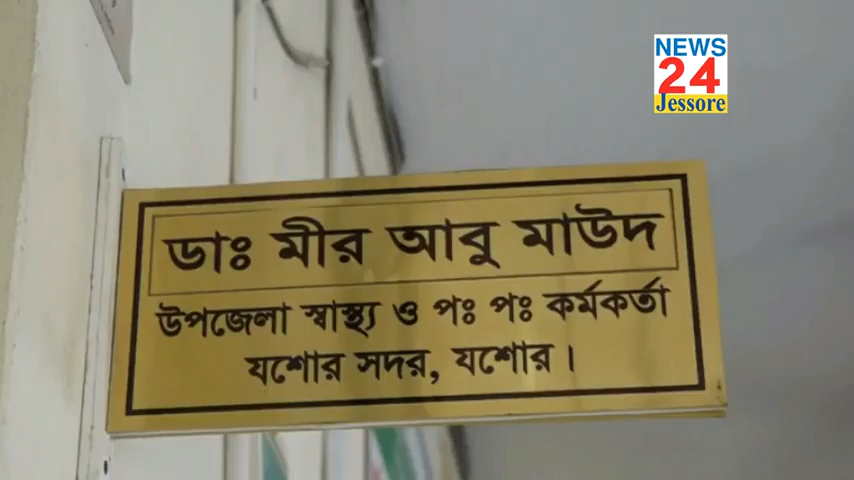 NEWS
24
Jessore
ডাঃ মীর আবু মাউদ
উপজেলা স্বাস্থ্য ও পঃ পঃ কর্মকর্তা
যশোর সদর, যশোর।